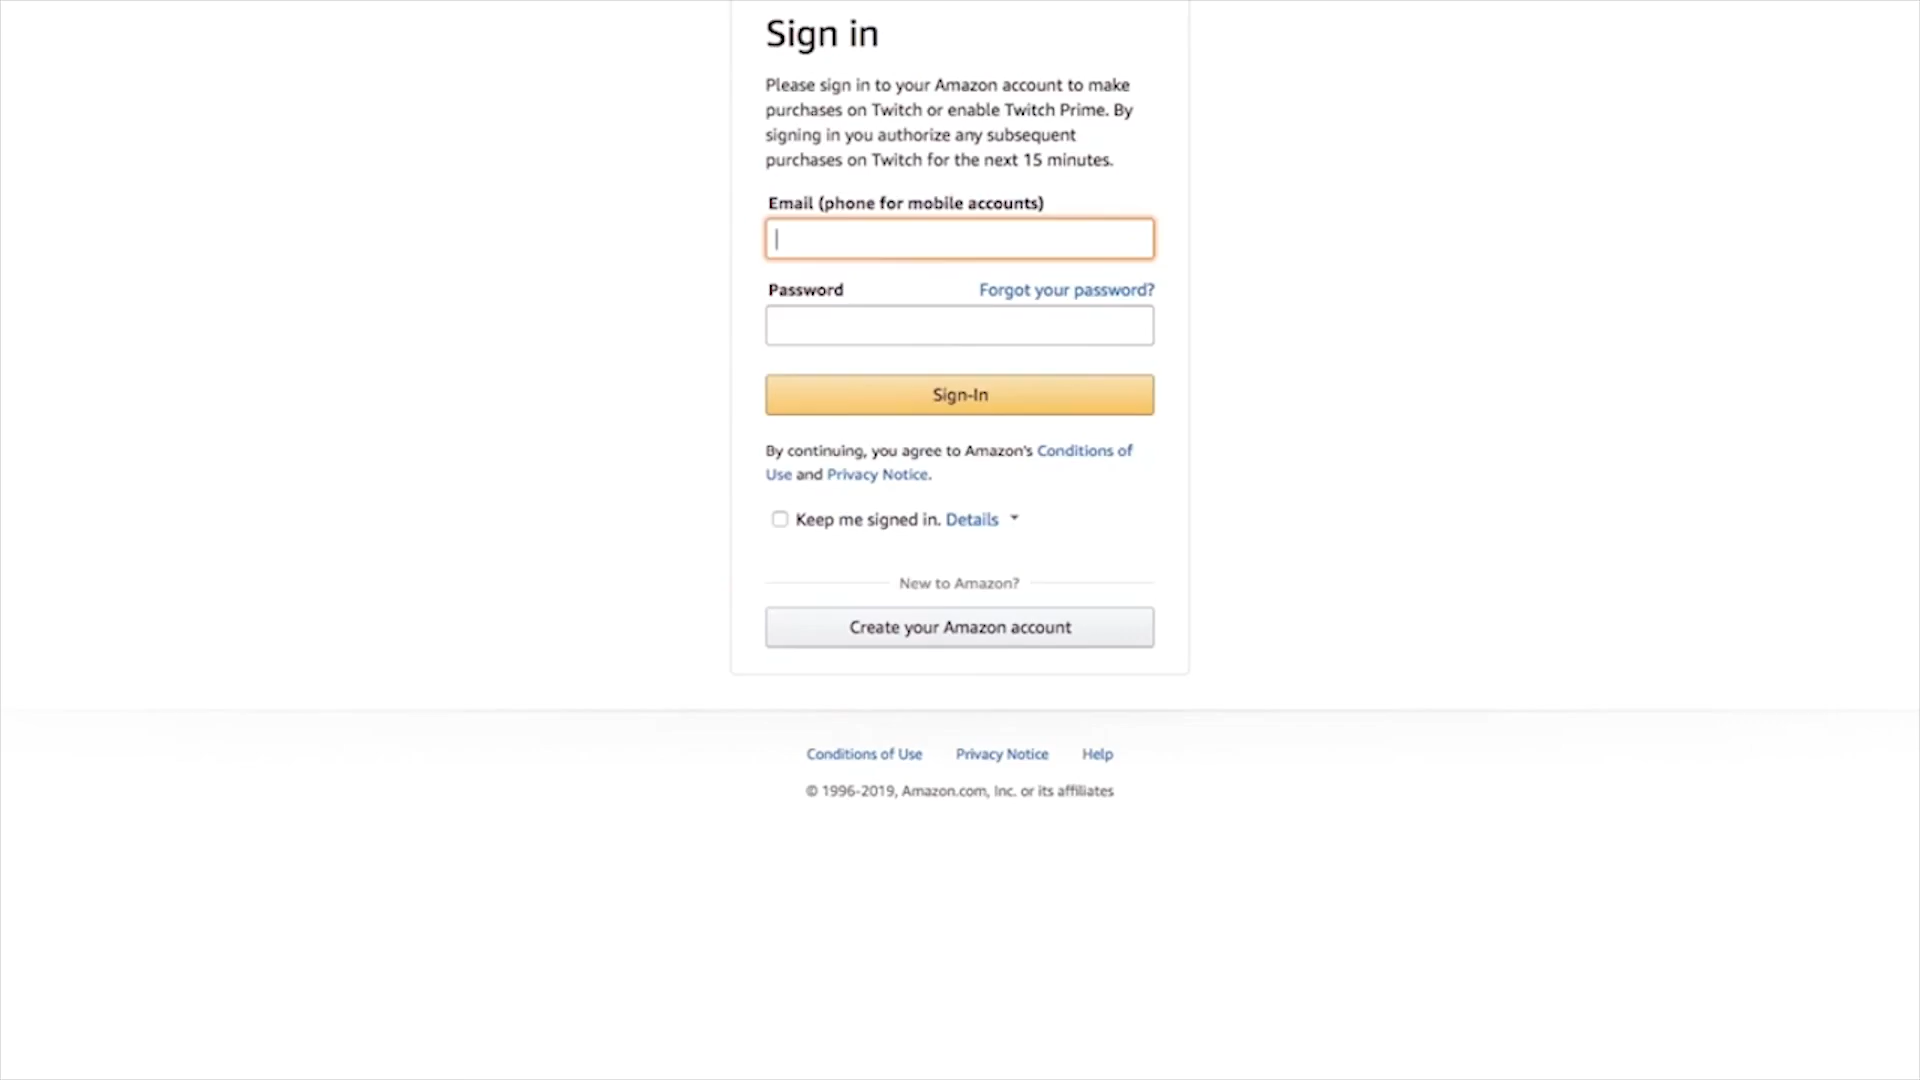 Sign in
Please sign in to your Amazon account to make
purchases on Twitch or enable Twitch Prime. By
signing in you authorize any subsequent
purchases on Twitch for the next 15 minutes.
Email (phone for mobile accounts)
Password Forgot your password?
Sign-In
By continuing, you agree to Amazon's Conditions of
Use and Privacy Notice.
Keep me signed in. Details
New to Amazon?
Create your Amazon account
Conditions of Use Privacy Notice Help
© 1996-2019, Amazon.com, Inc. or its affiliates